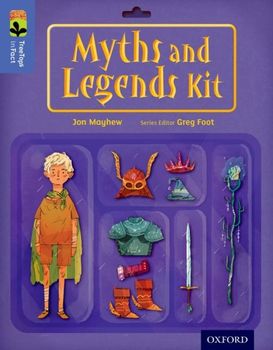 TreeTops
inFact
Myths and
Legends Kit
Jon Mayhew
Series Editor Greg Foot
OXFORD